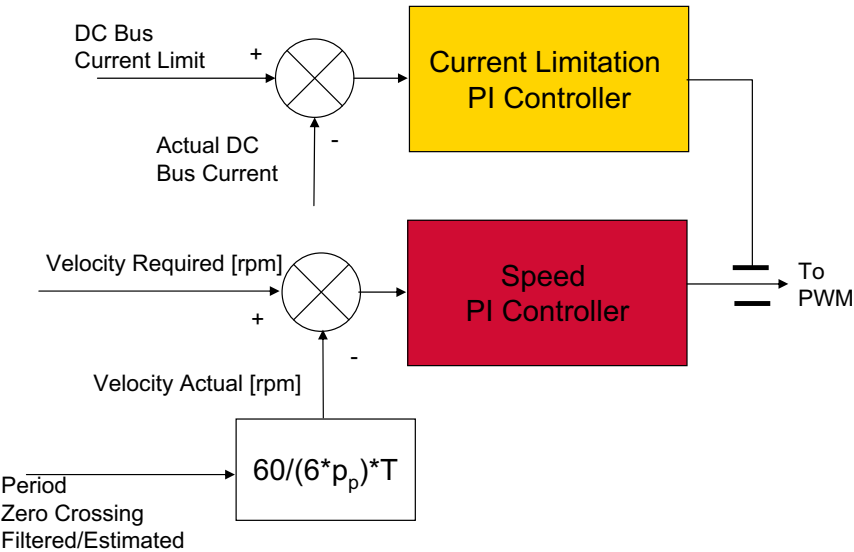 DC Bus
Current Limit
+
Current Limitation
PI Controller
Actual DC
Bus Current
-
Velocity Required [rpm]
+
Speed
PI Controller
To
PWM
-
Velocity Actual [rpm]
60/(6*pp)*T
Period
Zero Crossing
Filtered/Estimated